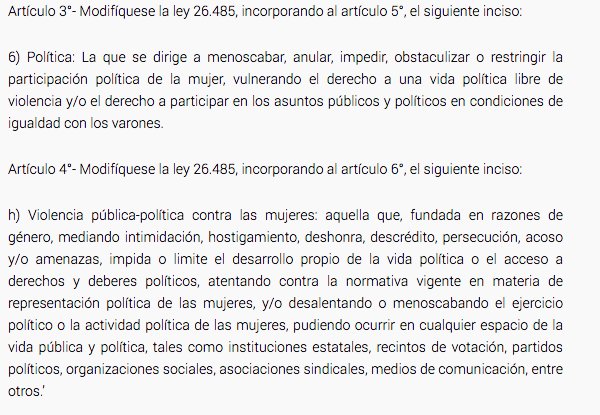 Artículo 3°- Modifíquese la ley 26.485, incorporando al artículo 5°, el siguiente inciso:
6) Política: La que se dirige a menoscabar, anular, impedir, obstaculizar o restringir la
participación política de la mujer, vulnerando el derecho a una vida política libre de
violencia y/o el derecho a participar en los asuntos públicos y políticos en condiciones de
igualdad con los varones.
Artículo 4°- Modifíquese la ley 26.485, incorporando al artículo 6°, el siguiente inciso:
h) Violencia pública-política contra las mujeres: aquella que, fundada en razones de
género, mediando intimidación, hostigamiento, deshonra, descrédito, persecución, acoso
y/o amenazas, impida o limite el desarrollo propio de la vida política o el acceso a
derechos y deberes políticos, atentando contra la normativa vigente en materia de
representación política de las mujeres, y/o desalentando o menoscabando el ejercicio
político o la actividad política de las mujeres, pudiendo ocurrir en cualquier espacio de la
vida pública y política, tales como instituciones estatales, recintos de votación, partidos
políticos, organizaciones sociales, asociaciones sindicales, medios de comunicación, entre
otros.'